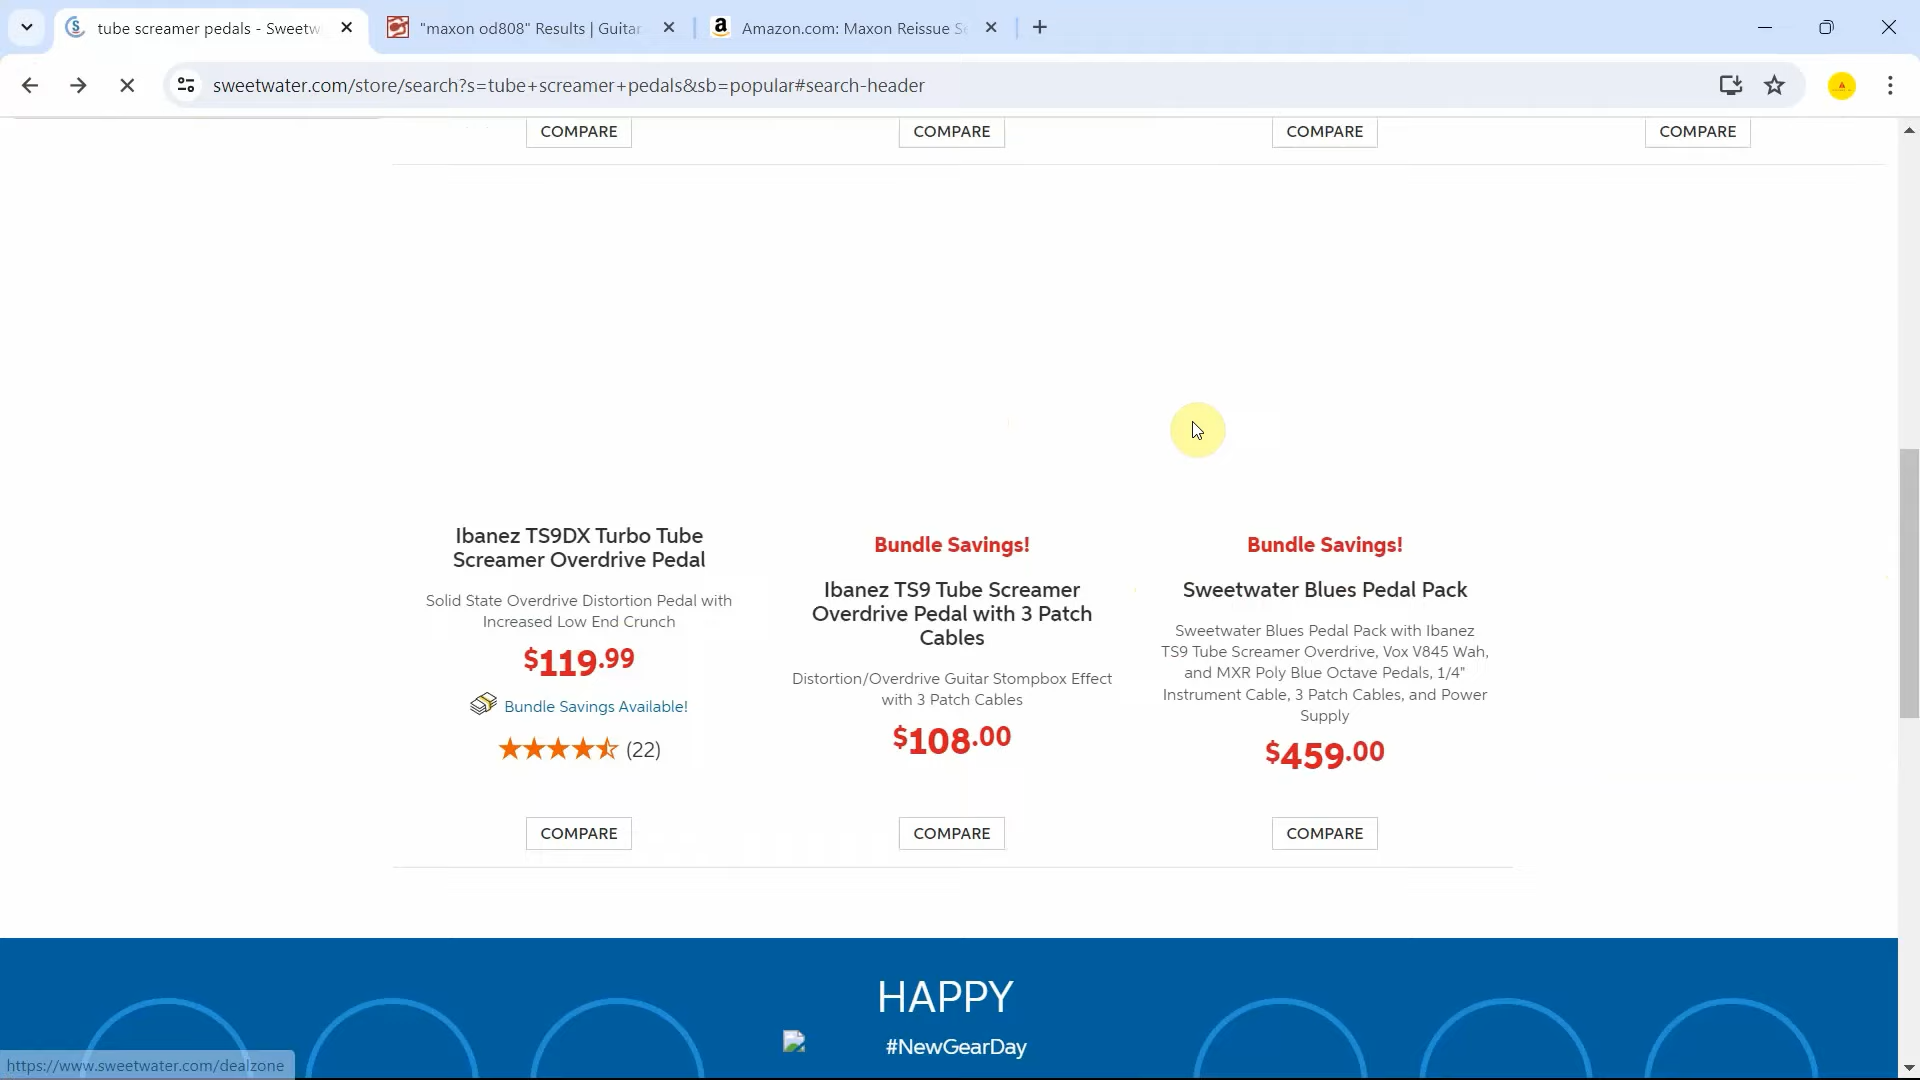 tube screamer pedals - Sweetw
"maxon od808" Results | Guitar
Amazon.com: Maxon Reissue Se
sweetwater.com/store/search?s=tube+screamer+pedals&sb=popular#search-header
COMPARE
COMPARE
COMPARE
COMPARE
Ibanez TS9DX Turbo Tube
Screamer Overdrive Pedal
Solid State Overdrive Distortion Pedal with
Increased Low End Crunch
$119.99
Bundle Savings Available!
(22)
COMPARE
Bundle Savings!
Ibanez TS9 Tube Screamer
Overdrive Pedal with 3 Patch
Cables
Distortion/Overdrive Guitar Stompbox Effect
with 3 Patch Cables
$108.00
COMPARE
Bundle Savings!
Sweetwater Blues Pedal Pack
Sweetwater Blues Pedal Pack with Ibanez
TS9 Tube Screamer Overdrive, Vox V845 Wah,
and MXR Poly Blue Octave Pedals, 1/4"
Instrument Cable, 3 Patch Cables, and Power
Supply
$459.00
COMPARE
HAPPY
#NewGearDay
https://www.sweetwater.com/dealzone